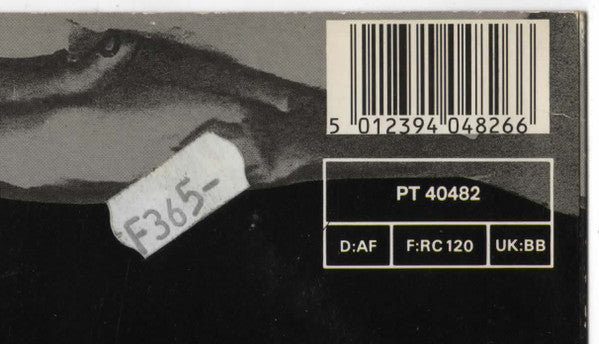 5 012394 048266
PT 40482
D:AF F:RC 120 UK:BB
F365-